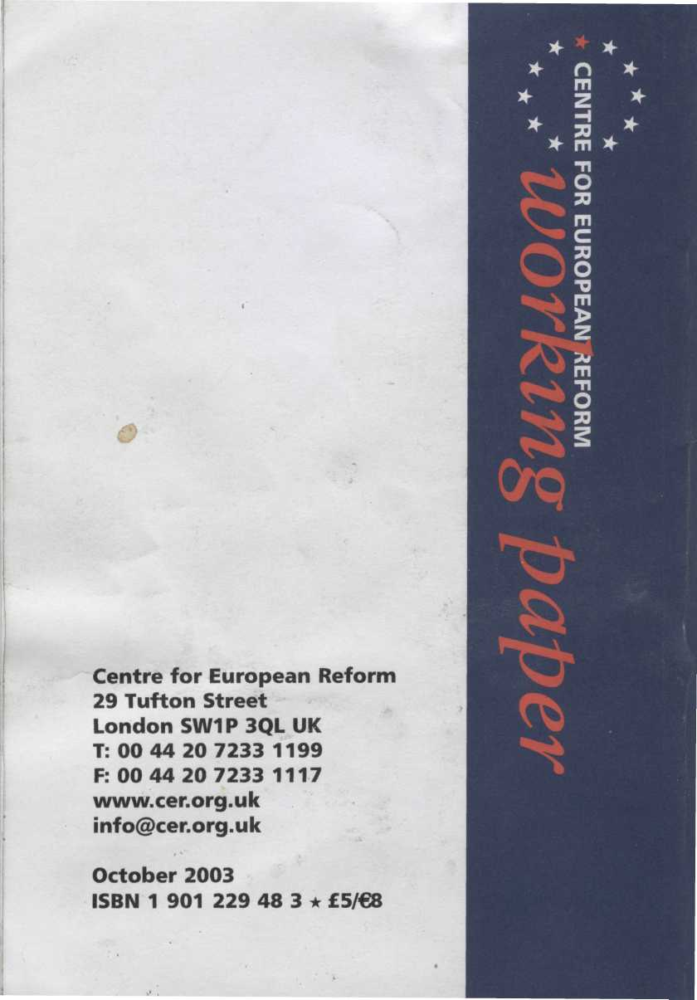 ★ CENTRE FOR EUROPEAN REFORM
working paper
Centre for European Reform
29 Tufton Street
London SW1P 3QL UK
T: 00 44 20 7233 1199
F: 00 44 20 7233 1117
www.cer.org.uk
info@cer.org.uk
October 2003
ISBN 1 901 229 48 3 ★ £5/€8